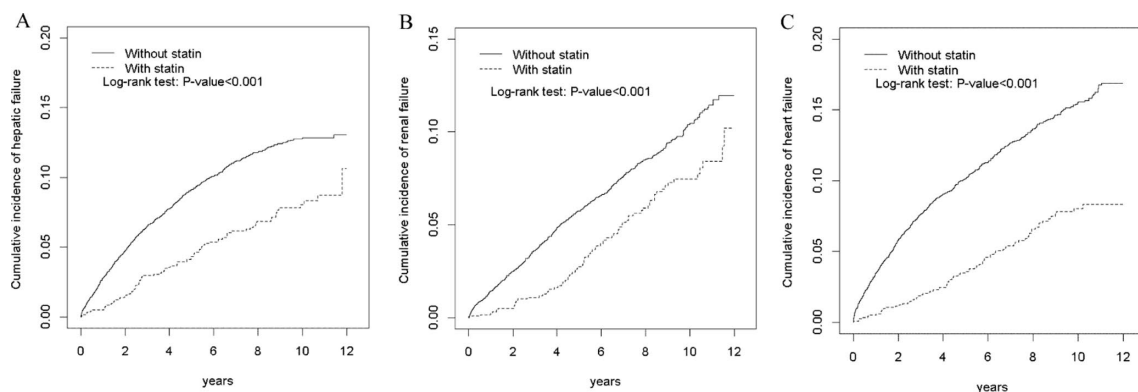 A
Cumulative incidence of hepatic failure
0.20
0.15
0.10
0.05
0.00
Without statin
With statin
Log-rank test: P-value<0.001
0 2 4 6 8 10 12
years
B
Cumulative incidence of renal failure
0.15
0.10
0.05
0.00
Without statin
With statin
Log-rank test: P-value<0.001
0 2 4 6 8 10 12
years
C
Cumulative incidence of heart failure
0.20
0.15
0.10
0.05
0.00
Without statin
With statin
Log-rank test: P-value<0.001
0 2 4 6 8 10 12
years